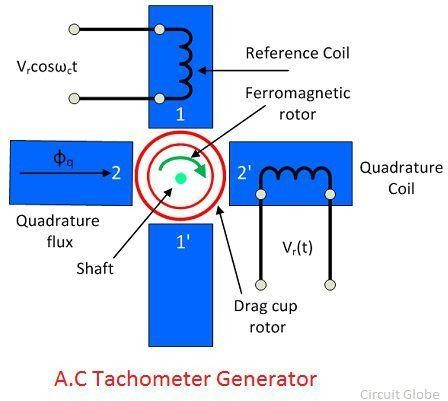 Vrcosωct
Reference Coil
Ferromagnetic
rotor
1
ϕq
2
2'
Quadrature
Coil
Quadrature
flux
Vr(t)
Shaft
1'
Drag cup
rotor
A.C Tachometer Generator
Circuit Globe